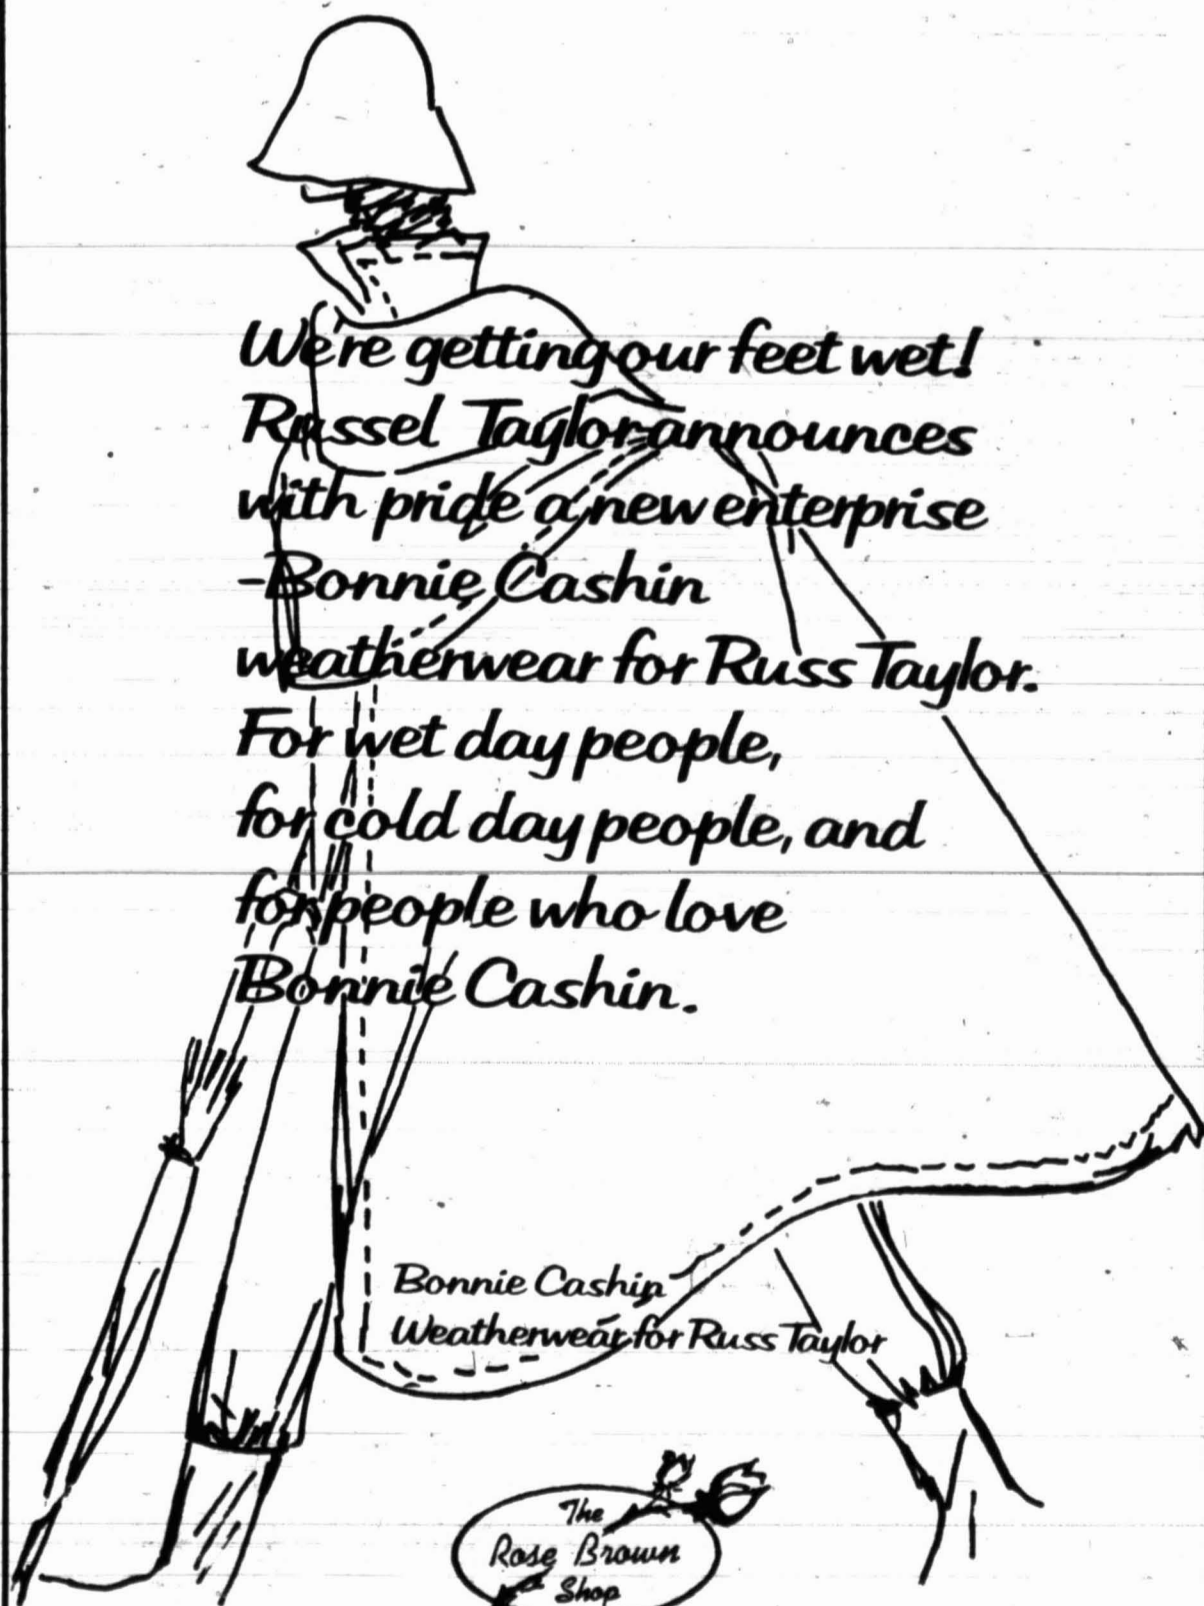 We're getting our feet wet!
Russel Taylor announces
with pride a new enterprise
-Bonnie Cashin
weatherwear for Russ Taylor.
For wet day people,
for cold day people, and
for people who love
Bonnie Cashin.
Bonnie Cashin
Weatherwear for Russ Taylor
The
Rose Brown
Shop